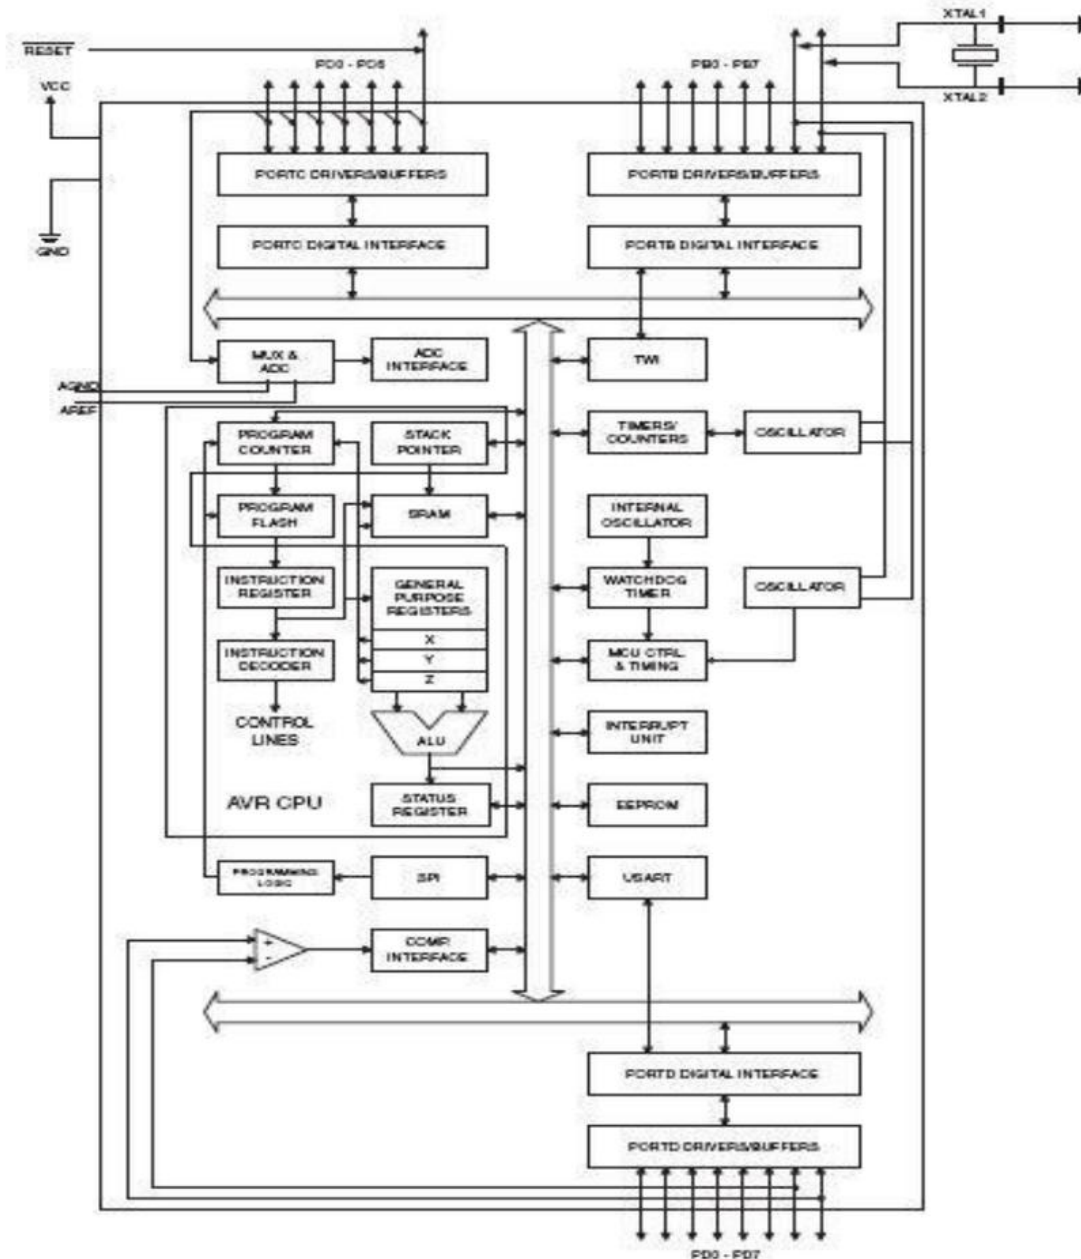 XTAL1
RESET
PC0 - PC6
PB0 - PB7
VCC
XTAL2
PORTC DRIVERS/BUFFERS
PORTB DRIVERS/BUFFERS
PORTC DIGITAL INTERFACE
PORTB DIGITAL INTERFACE
GND
MUX &
ADC
ADC
INTERFACE
TWI
AGND
AREF
PROGRAM
COUNTER
STACK
POINTER
TIMERS/
COUNTERS
OSCILLATOR
PROGRAM
FLASH
SRAM
INTERNAL
OSCILLATOR
INSTRUCTION
REGISTER
GENERAL
PURPOSE
REGISTERS
WATCHDOG
TIMER
OSCILLATOR
X
INSTRUCTION
DECODER
Y
MCU CTRL.
& TIMING
Z
CONTROL
LINES
ALU
INTERRUPT
UNIT
AVR CPU
STATUS
REGISTER
EEPROM
PROGRAMMING
LOGIC
SPI
USART
+
-
COMP.
INTERFACE
PORTD DIGITAL INTERFACE
PORTD DRIVERS/BUFFERS
PD0 - PD7